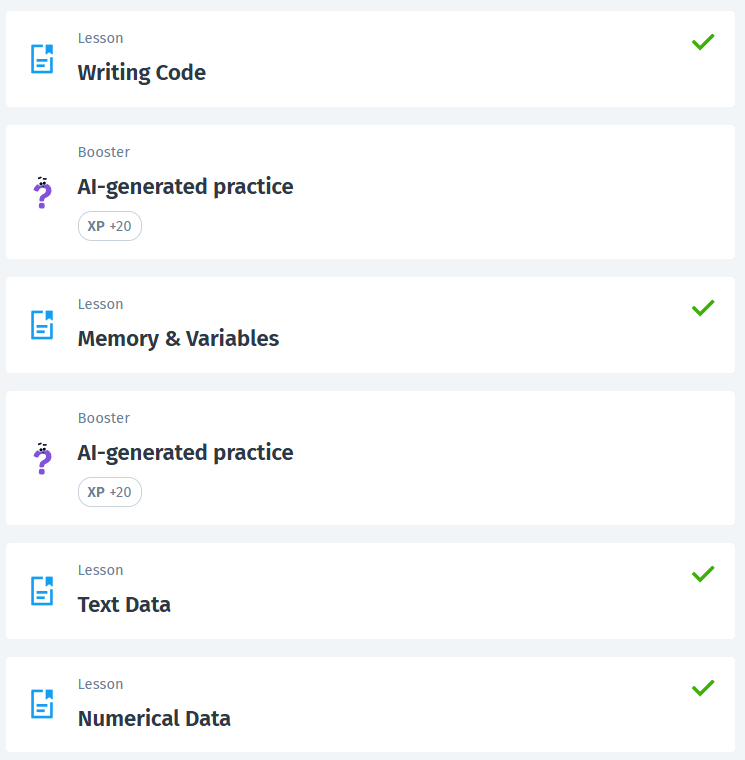 Lesson
Writing Code
Booster
AI-generated practice
XP +20
Lesson
Memory & Variables
Booster
AI-generated practice
XP +20
Lesson
Text Data
Lesson
Numerical Data